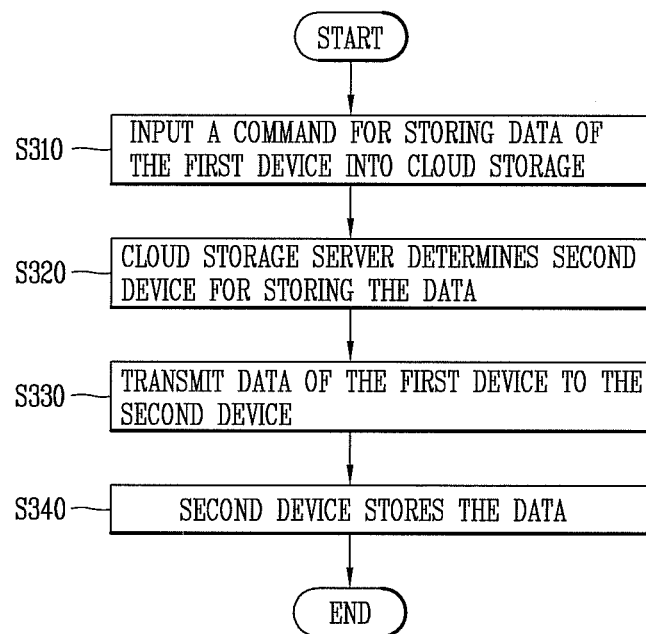 START
S310
INPUT A COMMAND FOR STORING DATA OF
THE FIRST DEVICE INTO CLOUD STORAGE
S320
CLOUD STORAGE SERVER DETERMINES SECOND
DEVICE FOR STORING THE DATA
S330
TRANSMIT DATA OF THE FIRST DEVICE TO THE
SECOND DEVICE
S340
SECOND DEVICE STORES THE DATA
END